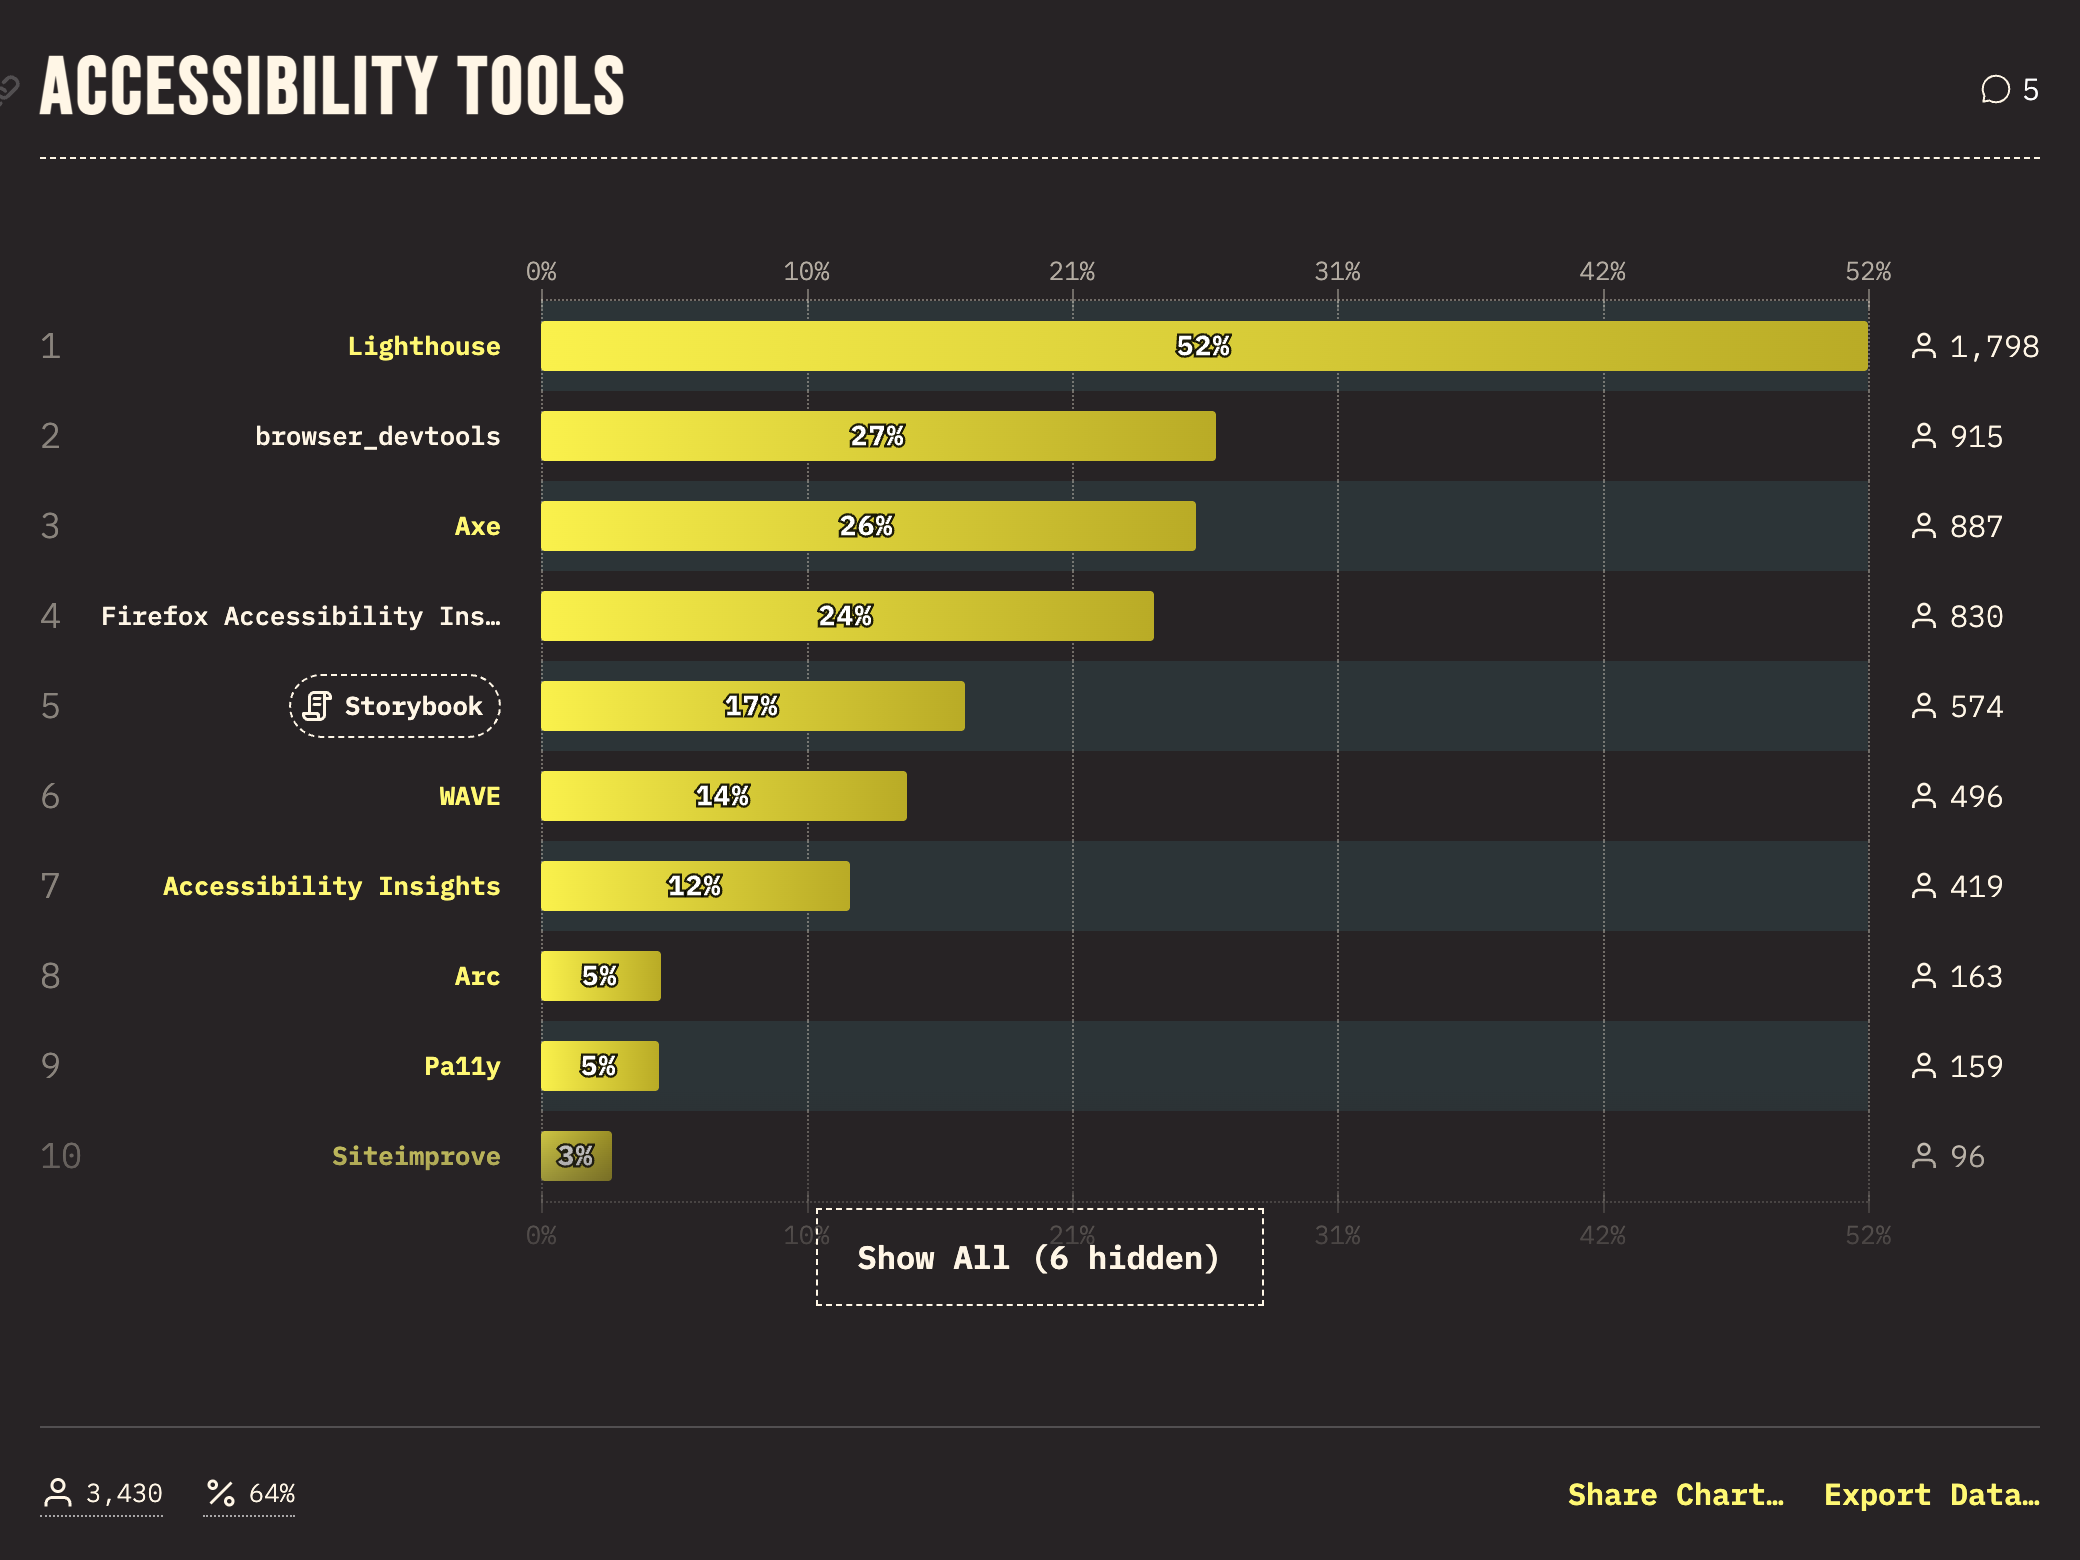 ACCESSIBILITY TOOLS
5
0% 10% 21% 31% 42% 52%
1 Lighthouse 52% 1,798
2 browser_devtools 27% 915
3 Axe 26% 887
4 Firefox Accessibility Ins… 24% 830
5 Storybook 17% 574
6 WAVE 14% 496
7 Accessibility Insights 12% 419
8 Arc 5% 163
9 Pa11y 5% 159
10 Siteimprove 3% 96
0% 10% 21% 31% 42% 52%
Show All (6 hidden)
3,430 % 64% Share Chart… Export Data…